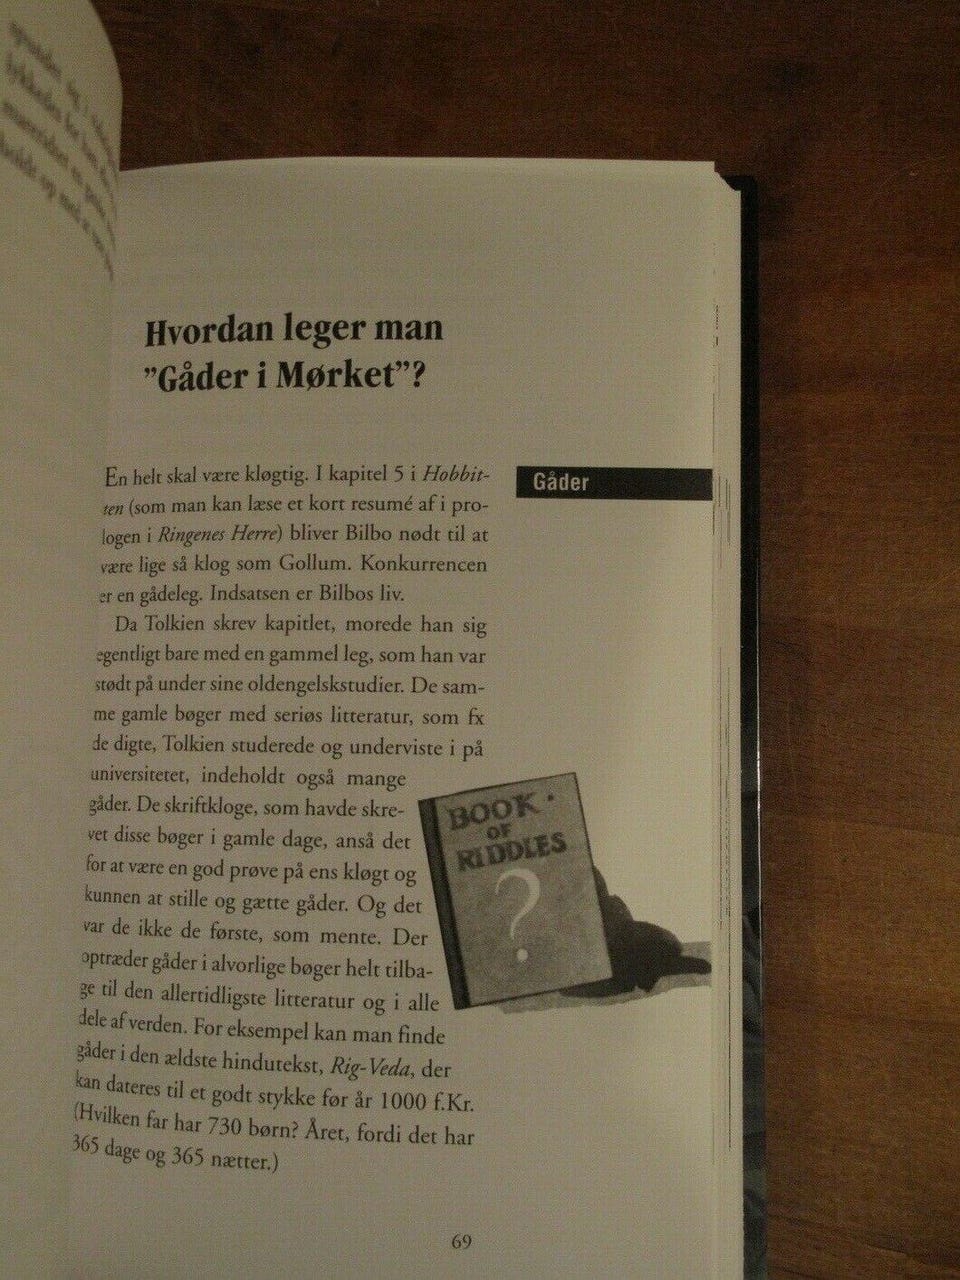 Hvordan leger man
”Gåder i Mørket”?
En helt skal være kløgtig. I kapitel 5 i Hobbit-
ten (som man kan læse et kort resumé af i pro-
logen i Ringenes Herre) bliver Bilbo nødt til at
være lige så klog som Gollum. Konkurrencen
er en gådeleg. Indsatsen er Bilbos liv.
Da Tolkien skrev kapitlet, morede han sig
egentligt bare med en gammel leg, som han var
stødt på under sine oldengelskstudier. De sam-
me gamle bøger med seriøs litteratur, som fx
de digte, Tolkien studerede og underviste i på
universitetet, indeholdt også mange
gåder. De skriftkloge, som havde skre-
vet disse bøger i gamle dage, anså det
for at være en god prøve på ens kløgt og
kunnen at stille og gætte gåder. Og det
var de ikke de første, som mente. Der
optræder gåder i alvorlige bøger helt tilba-
ge til den allertidligste litteratur og i alle
dele af verden. For eksempel kan man finde
gåder i den ældste hindutekst, Rig-Veda, der
kan dateres til et godt stykke før år 1000 f.Kr.
(Hvilken far har 730 børn? Året, fordi det har
365 dage og 365 nætter.)
Gåder
BOOK
OF
RIDDLES
?
69